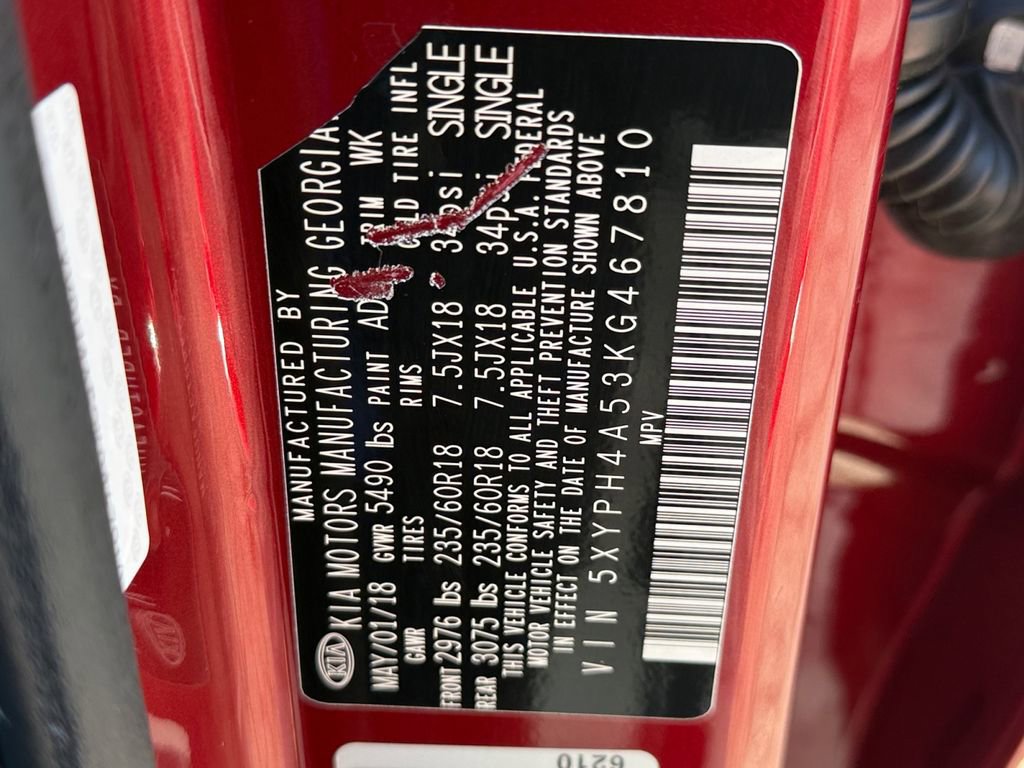 MANUFACTURED BY
KIA KIA MOTORS MANUFACTURING GEORGIA
MAY/01/18 GVWR 5490 lbs PAINT AD TRIM WK
GAWR TIRES RIMS COLD TIRE INFL
FRONT 2976 lbs 235/60R18 7.5JX18 psi SINGLE
REAR 3075 lbs 235/60R18 7.5JX18 34psi SINGLE
THIS VEHICLE CONFORMS TO ALL APPLICABLE U.S.A. FEDERAL
MOTOR VEHICLE SAFETY AND THEFT PREVENTION STANDARDS
IN EFFECT ON THE DATE OF MANUFACTURE SHOWN ABOVE
VIN 5XYPH4A53KG467810
MPV
6210